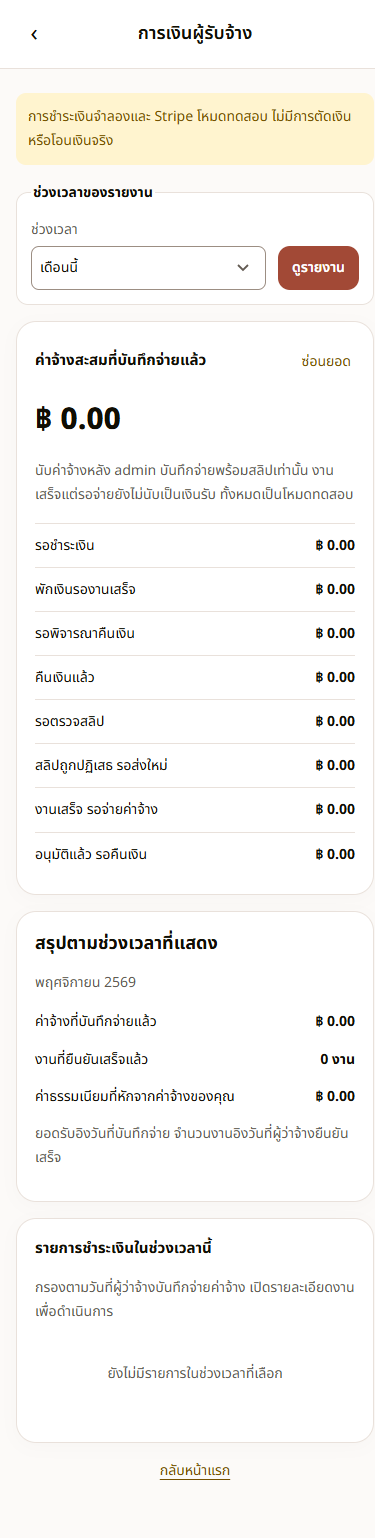 ‹
การเงินผู้รับจ้าง
การชำระเงินจำลองและ Stripe โหมดทดสอบ ไม่มีการตัดเงิน
หรือโอนเงินจริง
ช่วงเวลาของรายงาน
ช่วงเวลา
เดือนนี้
ดูรายงาน
ค่าจ้างสะสมที่บันทึกจ่ายแล้ว
ซ่อนยอด
฿ 0.00
นับค่าจ้างหลัง admin บันทึกจ่ายพร้อมสลิปเท่านั้น งาน
เสร็จแต่รอจ่ายยังไม่นับเป็นเงินรับ ทั้งหมดเป็นโหมดทดสอบ
รอชำระเงิน ฿ 0.00
พักเงินรองานเสร็จ ฿ 0.00
รอพิจารณาคืนเงิน ฿ 0.00
คืนเงินแล้ว ฿ 0.00
รอตรวจสลิป ฿ 0.00
สลิปถูกปฏิเสธ รอส่งใหม่ ฿ 0.00
งานเสร็จ รอจ่ายค่าจ้าง ฿ 0.00
อนุมัติแล้ว รอคืนเงิน ฿ 0.00
สรุปตามช่วงเวลาที่แสดง
พฤศจิกายน 2569
ค่าจ้างที่บันทึกจ่ายแล้ว ฿ 0.00
งานที่ยืนยันเสร็จแล้ว 0 งาน
ค่าธรรมเนียมที่หักจากค่าจ้างของคุณ ฿ 0.00
ยอดรับอิงวันที่บันทึกจ่าย จำนวนงานอิงวันที่ผู้ว่าจ้างยืนยัน
เสร็จ
รายการชำระเงินในช่วงเวลานี้
กรองตามวันที่ผู้ว่าจ้างบันทึกจ่ายค่าจ้าง เปิดรายละเอียดงาน
เพื่อดำเนินการ
ยังไม่มีรายการในช่วงเวลาที่เลือก
กลับหน้าแรก